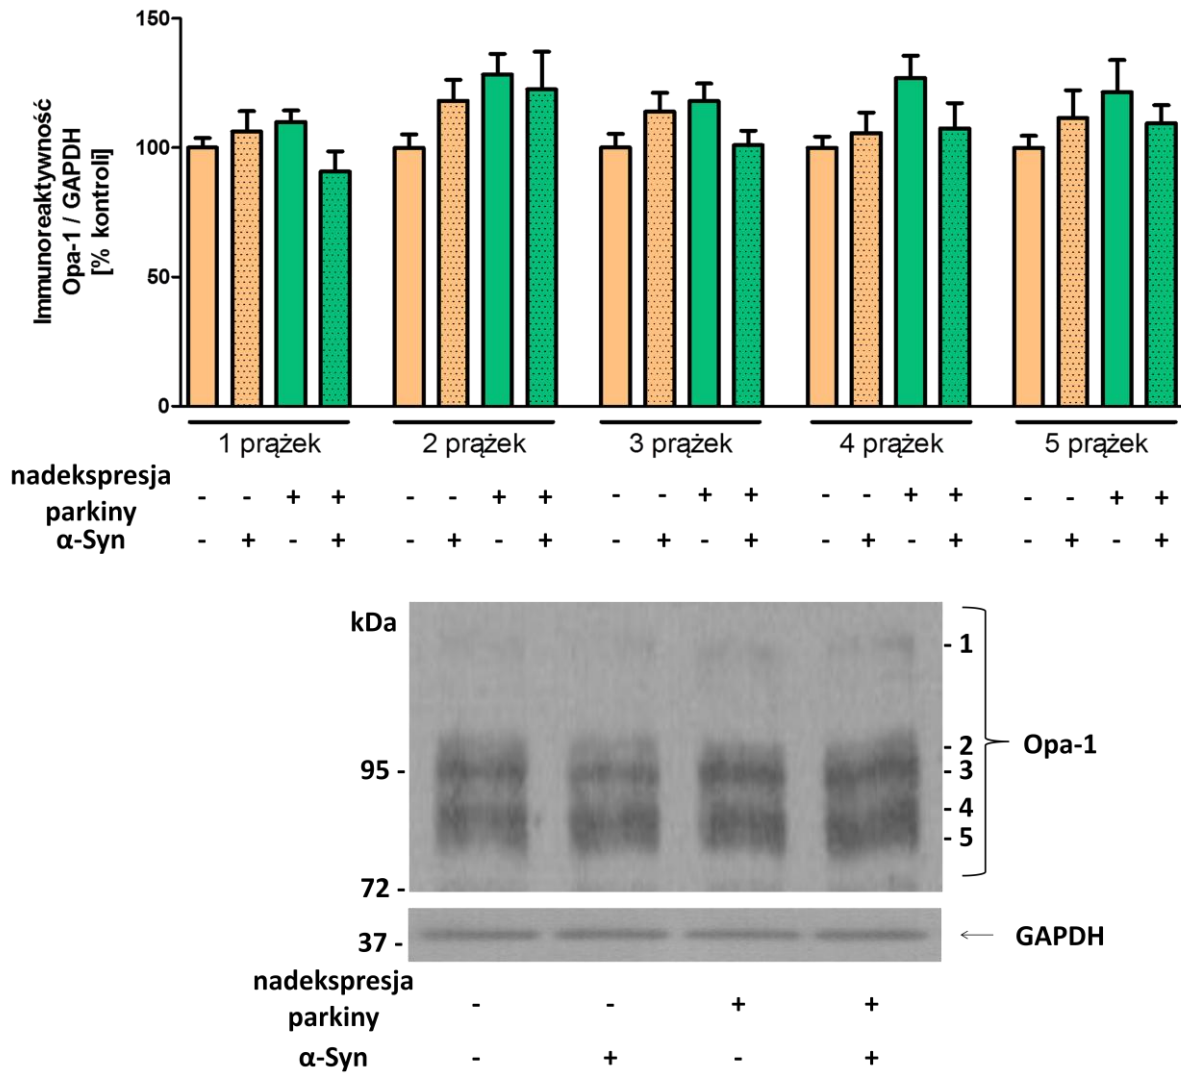 Immunoreaktywność
Opa-1 / GAPDH
[% kontroli]
150
100
50
0
1 prążek 2 prążek 3 prążek 4 prążek 5 prążek
nadekspresja
parkiny
- - + + - - + + - - + + - - + + - - + +
α-Syn - + - + - + - + - + - + - + - + - + - +
kDa
- 1
- 2
Opa-1
95 - - 3
- 4
- 5
72 -
37 - ← GAPDH
nadekspresja
parkiny
- - + +
α-Syn - + - +